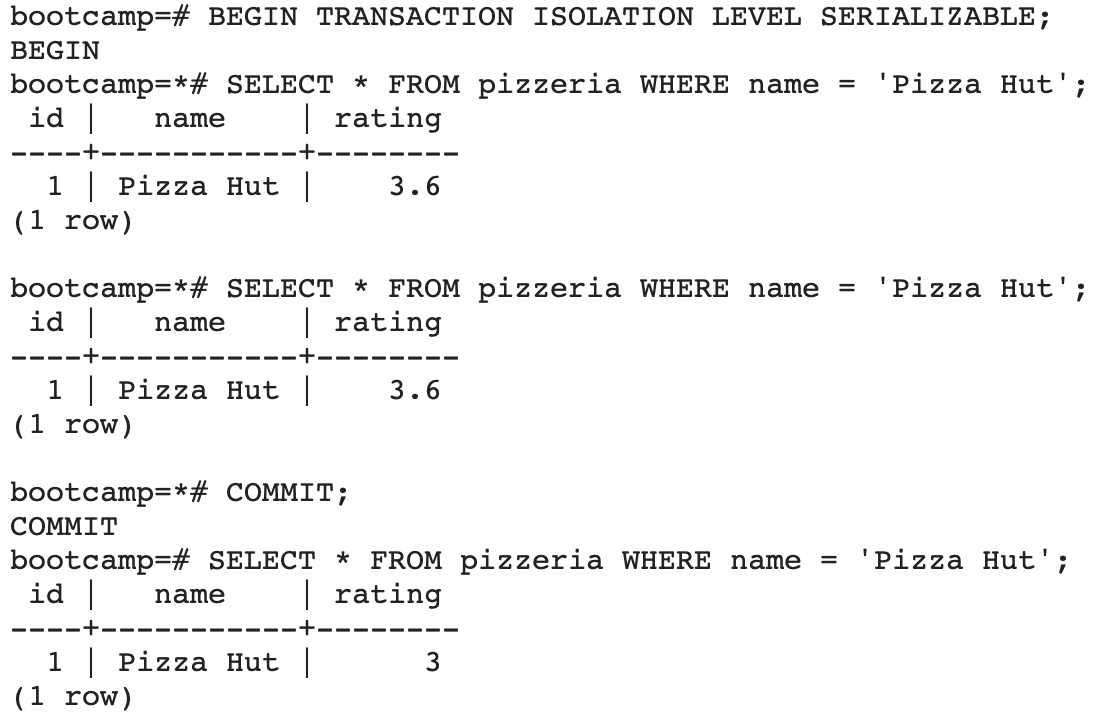 bootcamp=# BEGIN TRANSACTION ISOLATION LEVEL SERIALIZABLE;
BEGIN
bootcamp=*# SELECT * FROM pizzeria WHERE name = 'Pizza Hut';
 id |   name    | rating
----+-----------+--------
  1 | Pizza Hut |    3.6
(1 row)

bootcamp=*# SELECT * FROM pizzeria WHERE name = 'Pizza Hut';
 id |   name    | rating
----+-----------+--------
  1 | Pizza Hut |    3.6
(1 row)

bootcamp=*# COMMIT;
COMMIT
bootcamp=# SELECT * FROM pizzeria WHERE name = 'Pizza Hut';
 id |   name    | rating
----+-----------+--------
  1 | Pizza Hut |      3
(1 row)